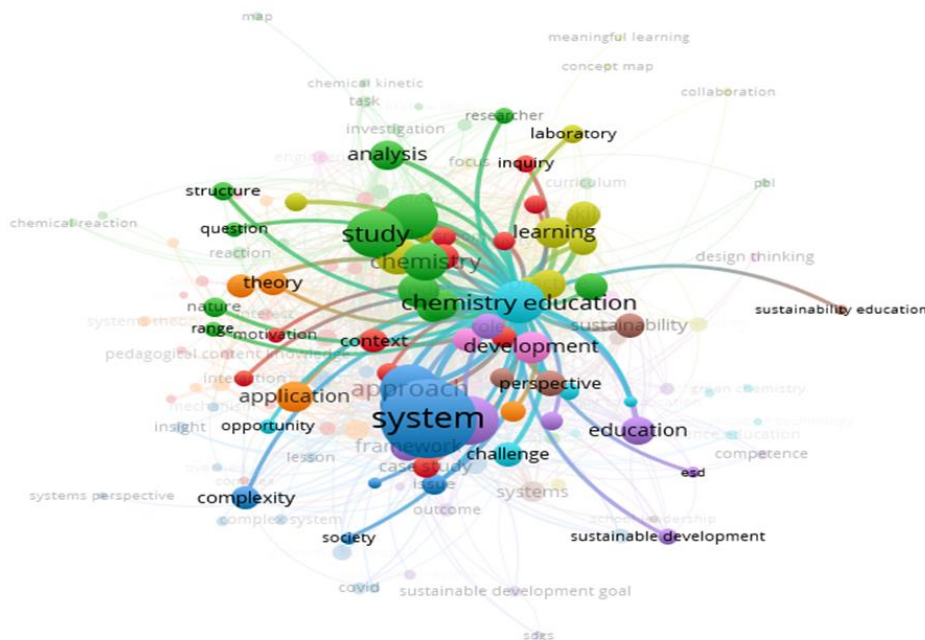 map
meaningful learning
concept map
chemical kinetic
collaboration
task
researcher
investigation
laboratory
analysis
focus
inquiry
structure
curriculum
pbl
chemical reaction
question
study
learning
reaction
chemistry
design thinking
theory
nature
chemistry education
sustainability education
range
motivation
role
sustainability
context
development
pedagogical content knowledge
approach
perspective
green chemistry
application
mechanism
insight
opportunity
system
education
framework
challenge
competence
lesson
case study
issue
systems
esd
systems perspective
complexity
outcome
complex system
society
sustainable development
covid
sustainable development goal
sdgs